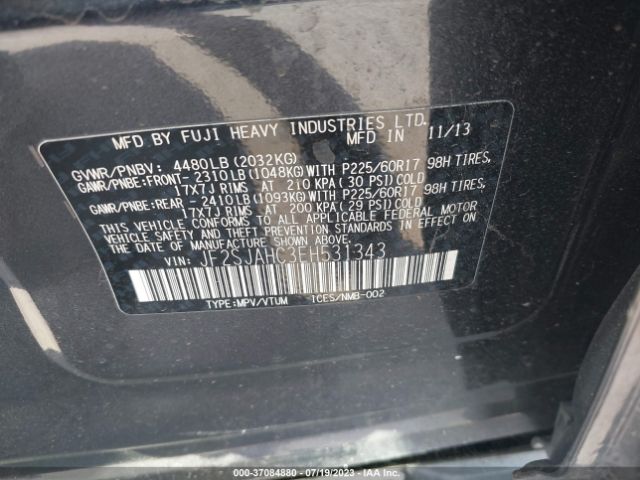 MFD BY FUJI HEAVY INDUSTRIES LTD.
MFD IN 11/13
GVWR/PNBV: 4480LB(2032KG)
GAWR/PNBE:FRONT- 2310LB(1048KG)WITH P225/60R17 98H TIRES,
17X7J RIMS AT 210 KPA(30 PSI)COLD
GAWR/PNBE:REAR - 2410LB(1093KG)WITH P225/60R17 98H TIRES,
17X7J RIMS AT 200 KPA(29 PSI)COLD
THIS VEHICLE CONFORMS TO ALL APPLICABLE FEDERAL MOTOR
VEHICLE SAFETY AND THEFT PREVENTION STANDARDS IN EFFECT ON
THE DATE OF MANUFACTURE SHOWN ABOVE.
VIN: JF2SJAHC3EH531343
TYPE:MPV/VTUM ICES/NMB-002
000-37084880 - 07/19/2023 - IAA Inc.